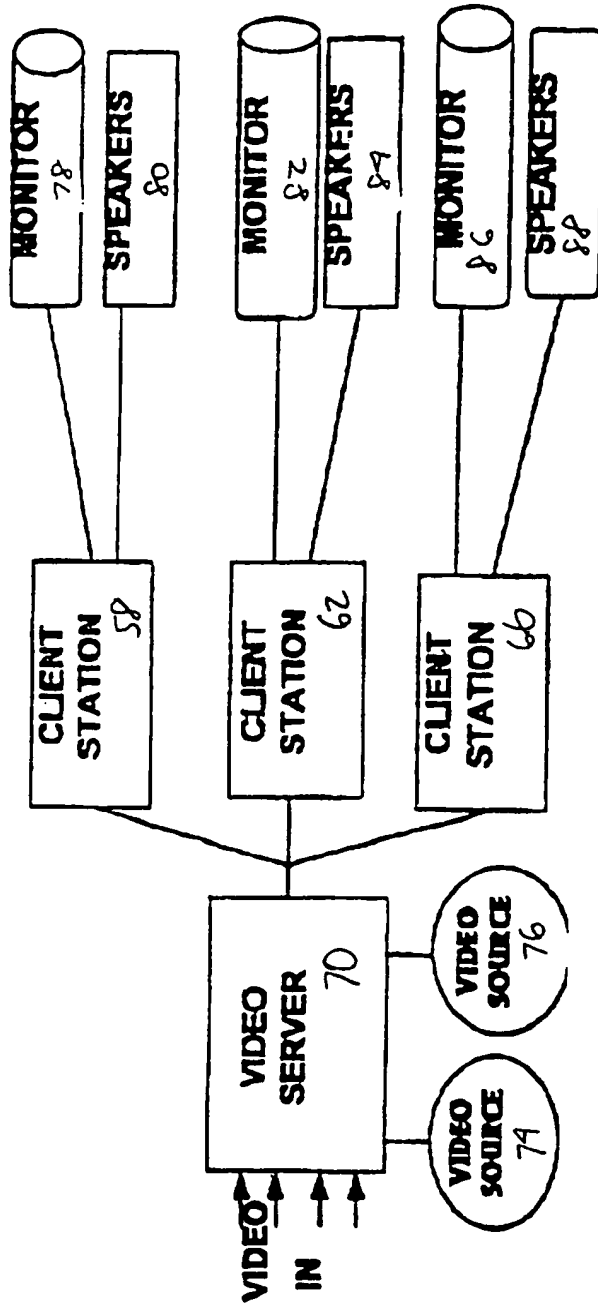 VIDEO
IN
VIDEO
SERVER
70
VIDEO
SOURCE
74
VIDEO
SOURCE
76
CLIENT
STATION
58
CLIENT
STATION
62
CLIENT
STATION
66
MONITOR
78
SPEAKERS
80
MONITOR
82
SPEAKERS
84
MONITOR
86
SPEAKERS
88